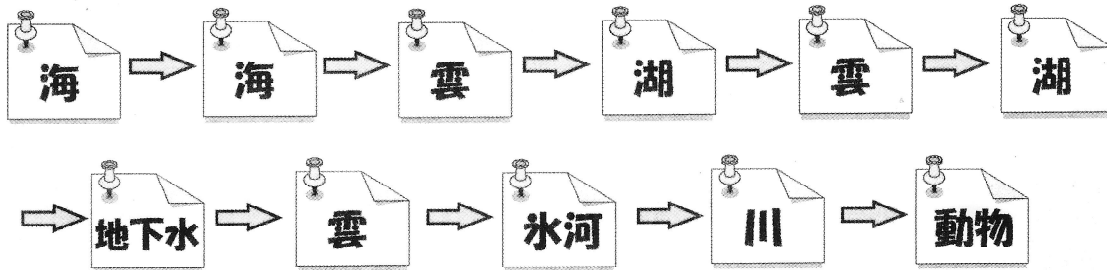 海 海 雲 湖 雲 湖
地下水 雲 氷河 川 動物